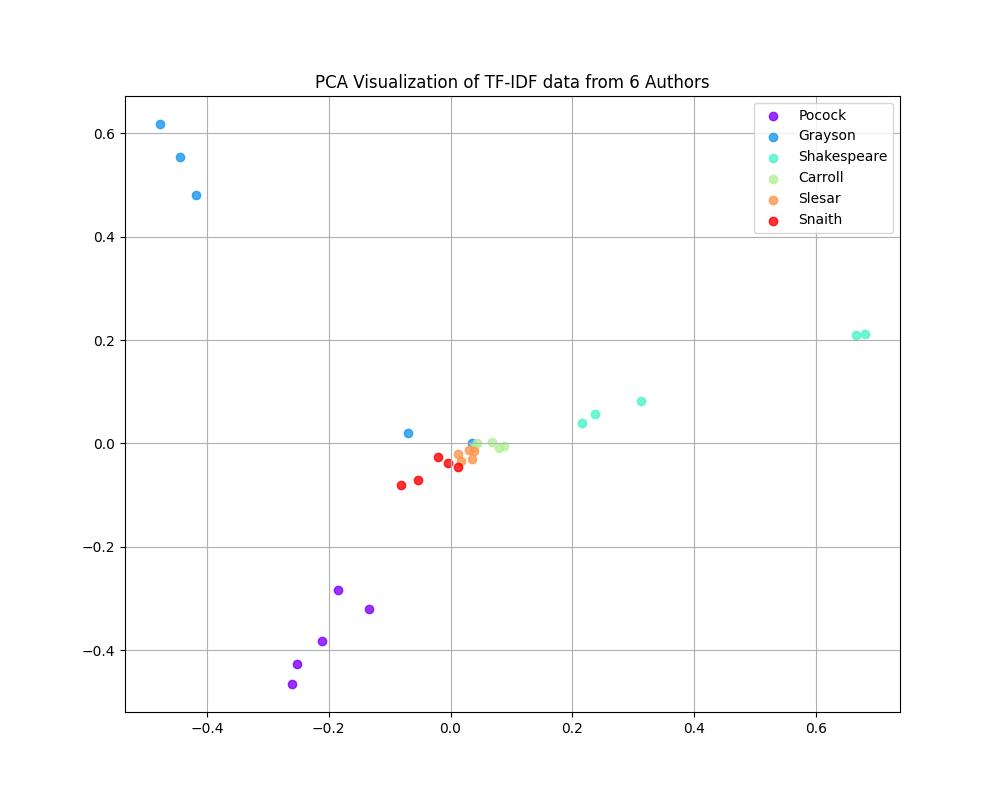 PCA Visualization of TF-IDF data from 6 Authors
Pocock
Grayson
Shakespeare
Carroll
Slesar
Snaith
0.6
0.4
0.2
0.0
−0.2
−0.4
−0.4 −0.2 0.0 0.2 0.4 0.6